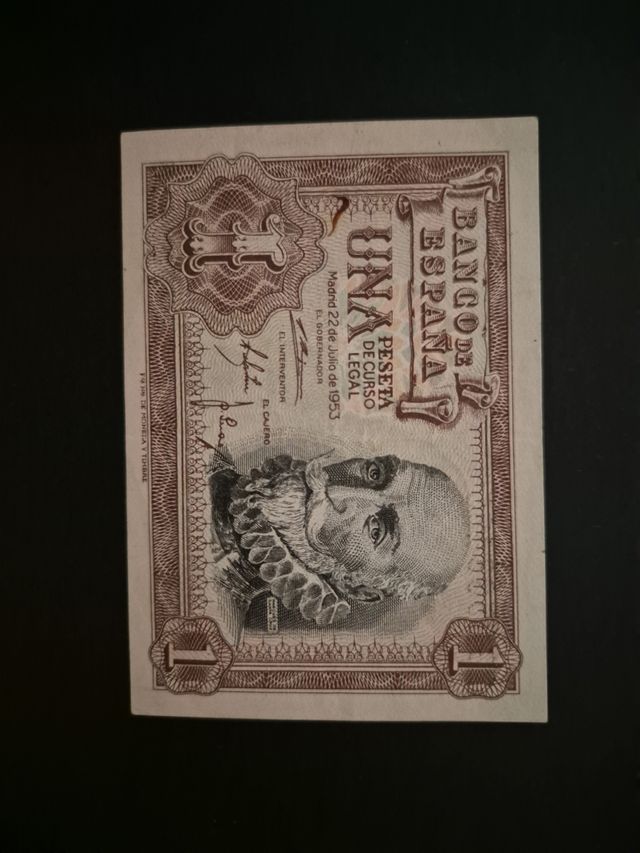 BANCO DE
ESPAÑA
UNA
PESETA
DE CURSO
LEGAL
Madrid 22 de Julio de 1953
EL GOBERNADOR
EL INTERVENTOR
EL CAJERO
1
1
1